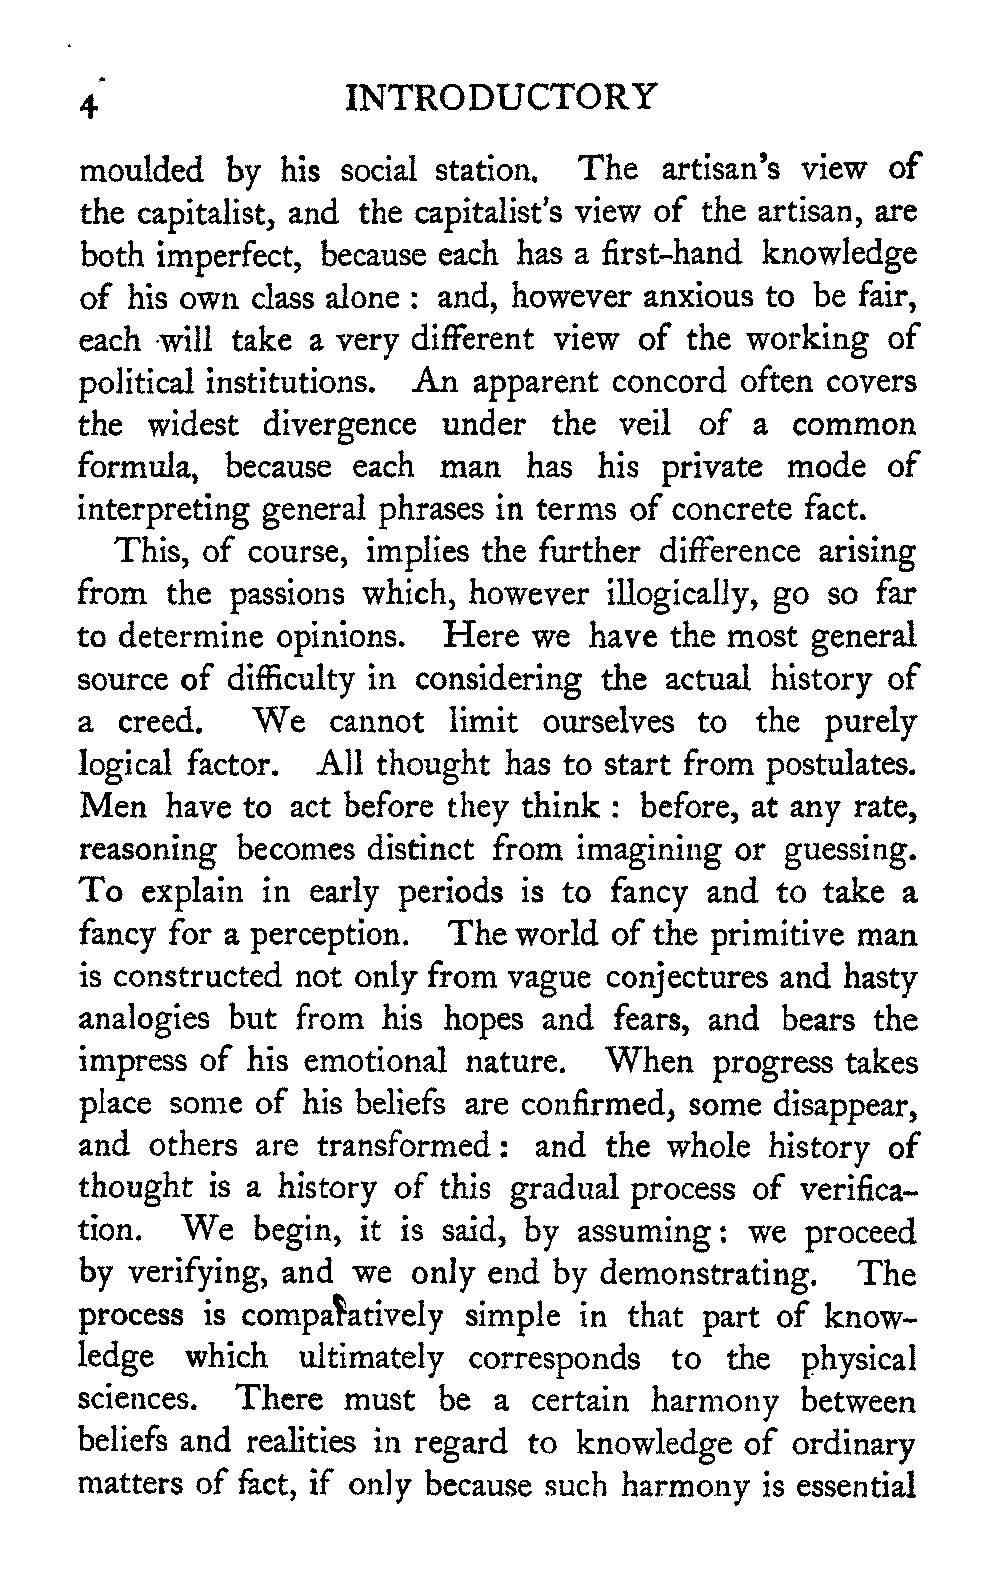 4 INTRODUCTORY
moulded by his social station. The artisan's view of
the capitalist, and the capitalist's view of the artisan, are
both imperfect, because each has a first-hand knowledge
of his own class alone : and, however anxious to be fair,
each will take a very different view of the working of
political institutions. An apparent concord often covers
the widest divergence under the veil of a common
formula, because each man has his private mode of
interpreting general phrases in terms of concrete fact.
This, of course, implies the further difference arising
from the passions which, however illogically, go so far
to determine opinions. Here we have the most general
source of difficulty in considering the actual history of
a creed. We cannot limit ourselves to the purely
logical factor. All thought has to start from postulates.
Men have to act before they think : before, at any rate,
reasoning becomes distinct from imagining or guessing.
To explain in early periods is to fancy and to take a
fancy for a perception. The world of the primitive man
is constructed not only from vague conjectures and hasty
analogies but from his hopes and fears, and bears the
impress of his emotional nature. When progress takes
place some of his beliefs are confirmed, some disappear,
and others are transformed : and the whole history of
thought is a history of this gradual process of verifica-
tion. We begin, it is said, by assuming : we proceed
by verifying, and we only end by demonstrating. The
process is comparatively simple in that part of know-
ledge which ultimately corresponds to the physical
sciences. There must be a certain harmony between
beliefs and realities in regard to knowledge of ordinary
matters of fact, if only because such harmony is essential